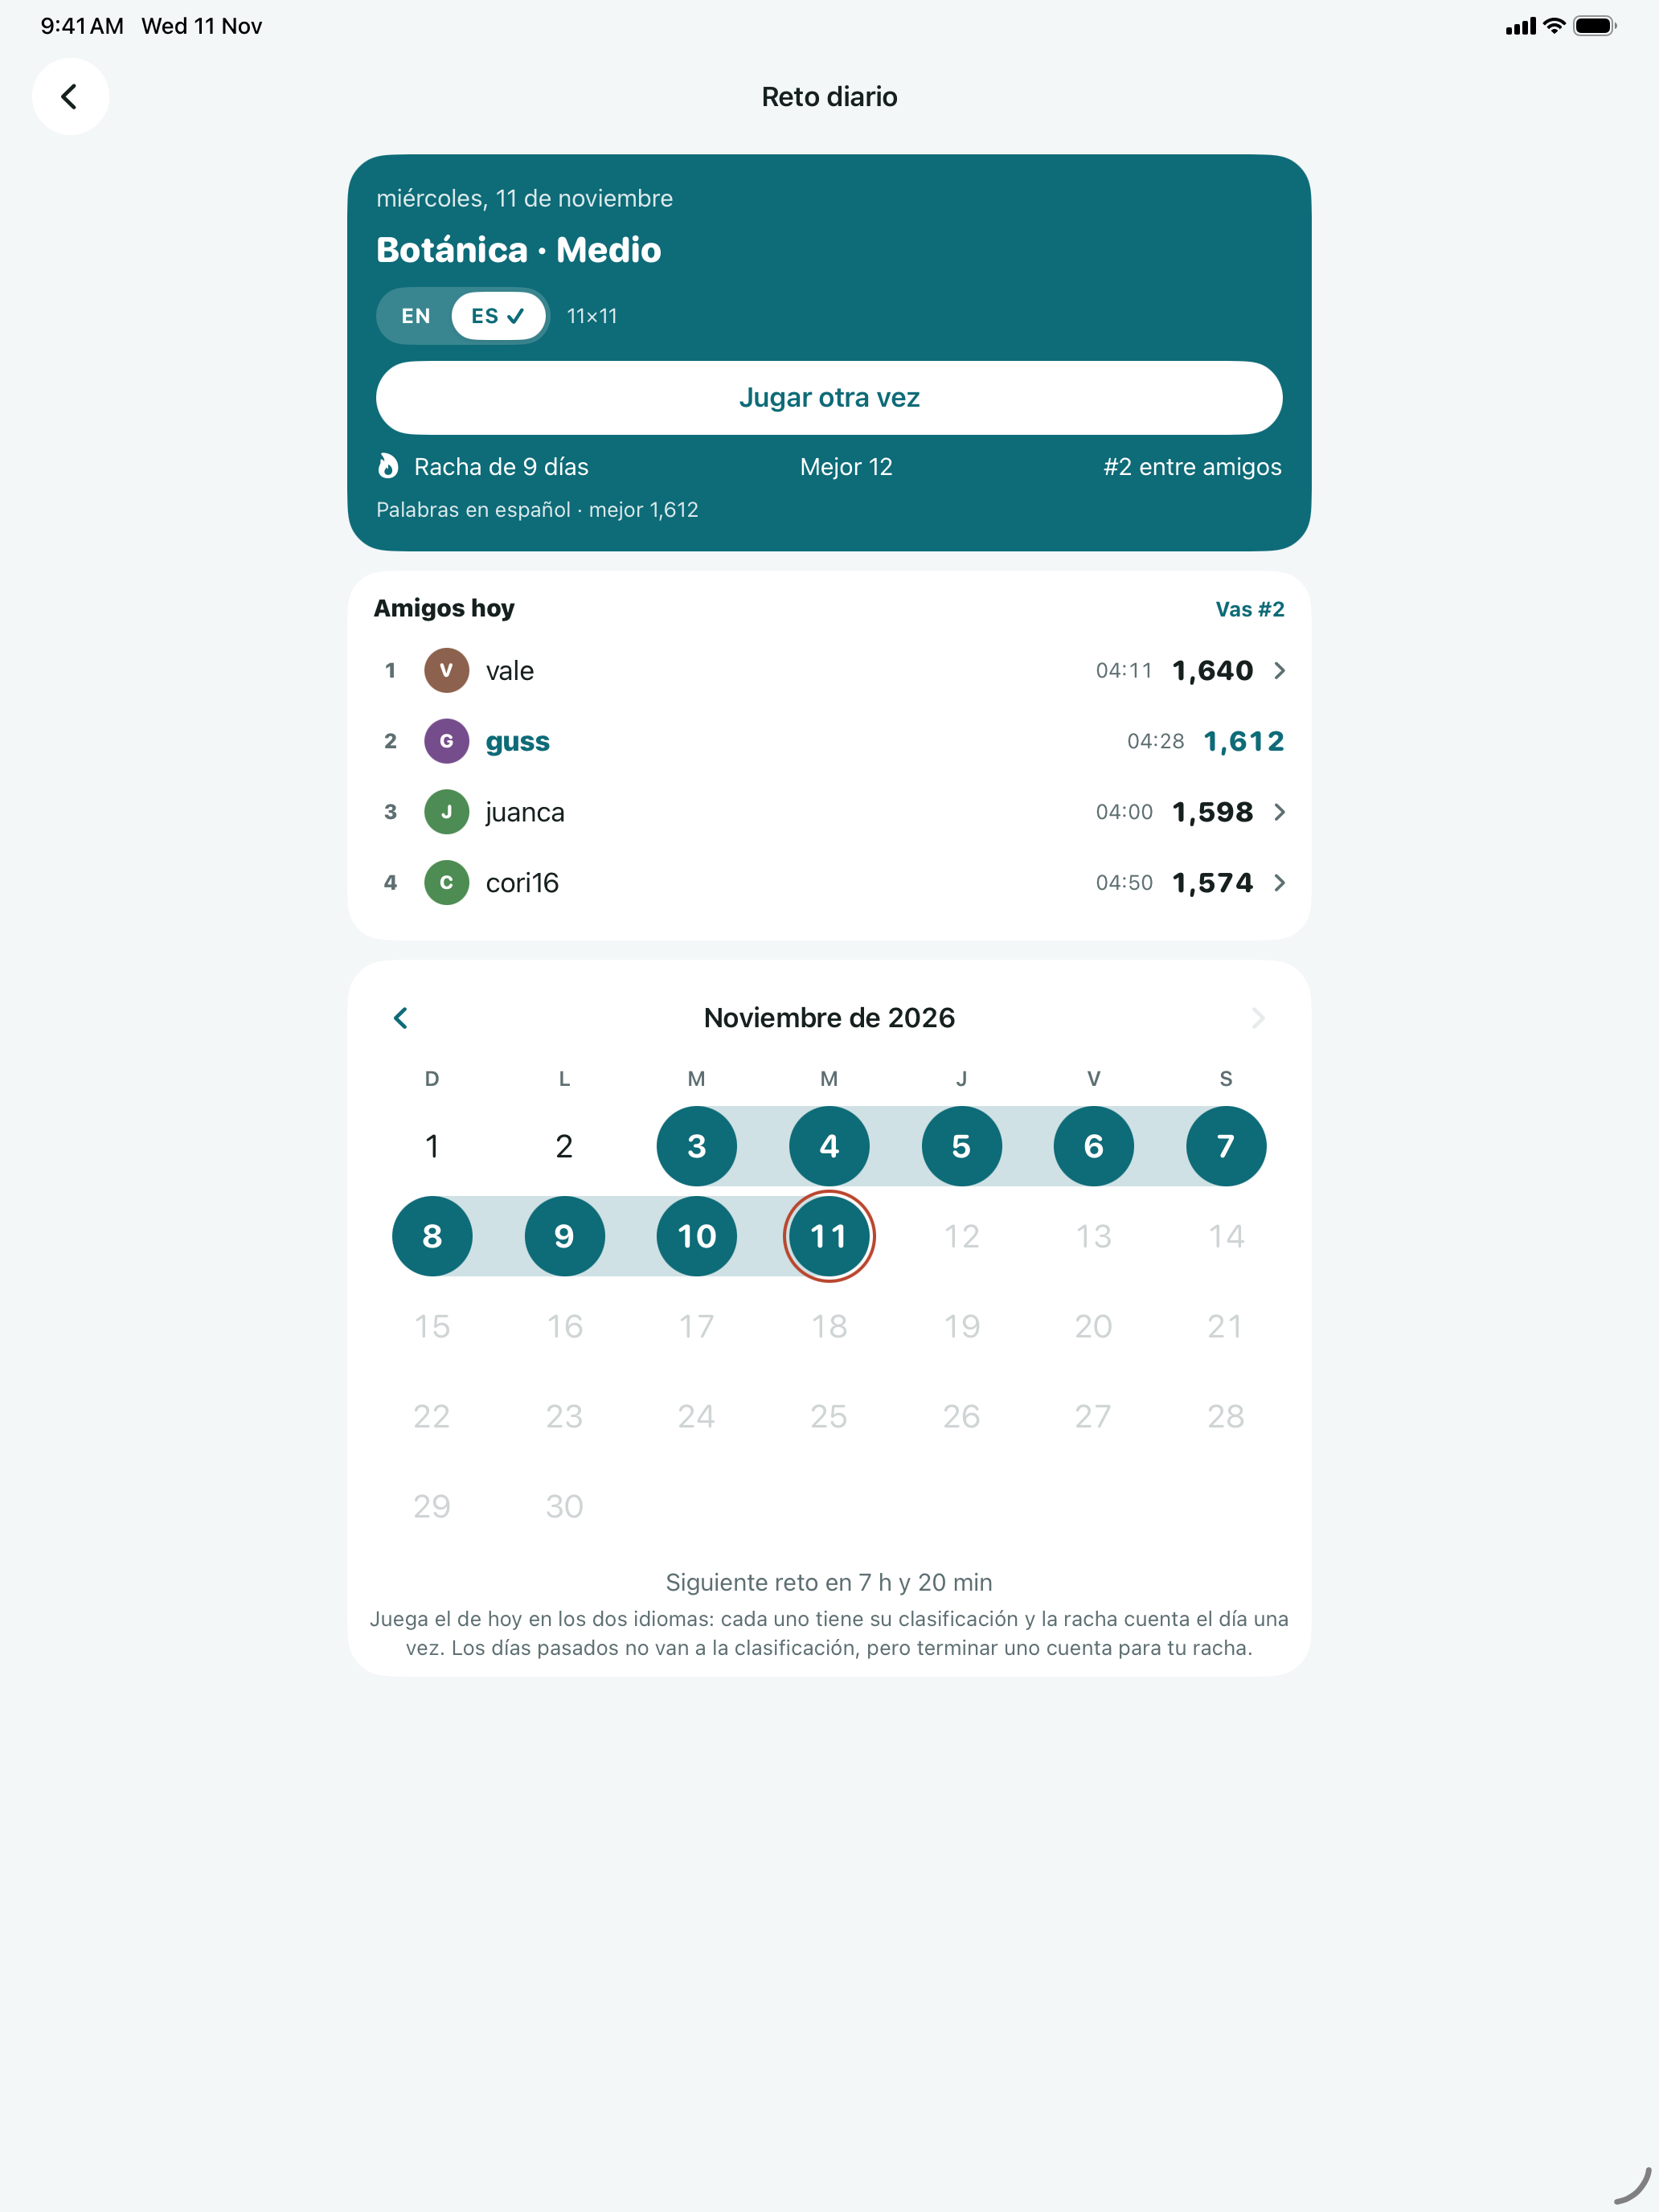 9:41 AM Wed 11 Nov
Reto diario
miércoles, 11 de noviembre
Botánica · Medio
EN ES ✓ 11×11
Jugar otra vez
Racha de 9 días Mejor 12 #2 entre amigos
Palabras en español · mejor 1,612
Amigos hoy Vas #2
1 V vale 04:11 1,640
2 G guss 04:28 1,612
3 J juanca 04:00 1,598
4 C cori16 04:50 1,574
Noviembre de 2026
D L M M J V S
1 2 3 4 5 6 7
8 9 10 11 12 13 14
15 16 17 18 19 20 21
22 23 24 25 26 27 28
29 30
Siguiente reto en 7 h y 20 min
Juega el de hoy en los dos idiomas: cada uno tiene su clasificación y la racha cuenta el día una
vez. Los días pasados no van a la clasificación, pero terminar uno cuenta para tu racha.